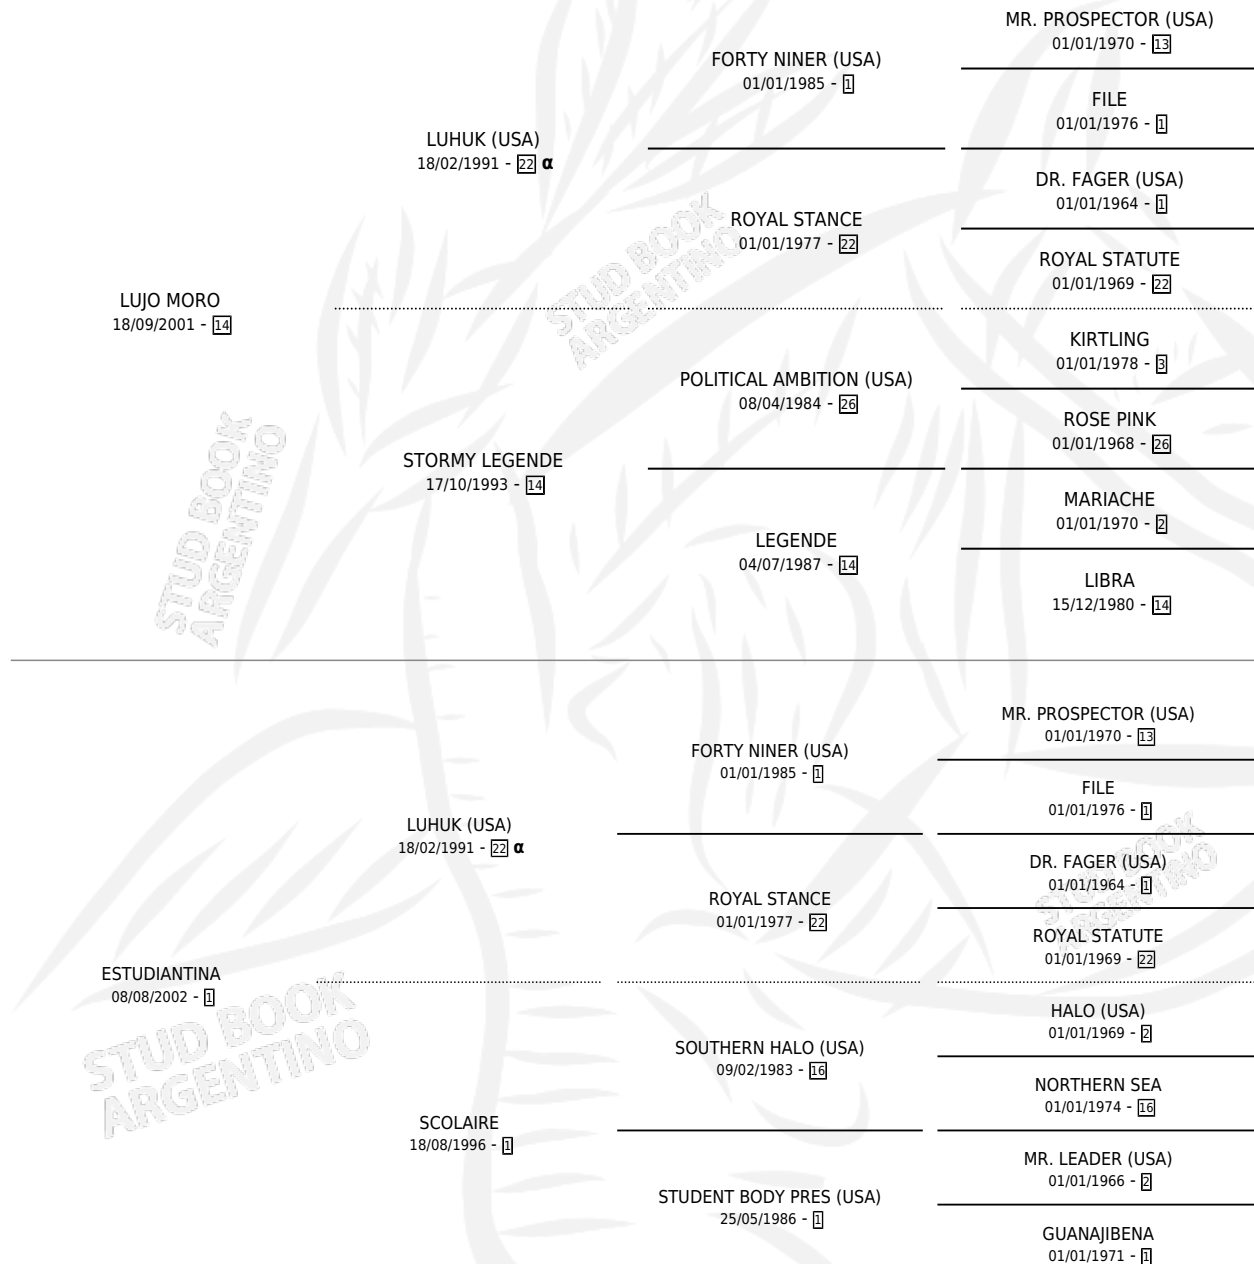 MR. PROSPECTOR (USA)
01/01/1970 - 13
FORTY NINER (USA)
01/01/1985 - 1
FILE
01/01/1976 - 1
LUHUK (USA)
18/02/1991 - 22 α
DR. FAGER (USA)
01/01/1964 - 1
ROYAL STANCE
01/01/1977 - 22
ROYAL STATUTE
01/01/1969 - 22
LUJO MORO
18/09/2001 - 14
KIRTLING
01/01/1978 - 3
POLITICAL AMBITION (USA)
08/04/1984 - 26
ROSE PINK
01/01/1968 - 26
STORMY LEGENDE
17/10/1993 - 14
MARIACHE
01/01/1970 - 2
LEGENDE
04/07/1987 - 14
LIBRA
15/12/1980 - 14
MR. PROSPECTOR (USA)
01/01/1970 - 13
FORTY NINER (USA)
01/01/1985 - 1
FILE
01/01/1976 - 1
LUHUK (USA)
18/02/1991 - 22 α
DR. FAGER (USA)
01/01/1964 - 1
ROYAL STANCE
01/01/1977 - 22
ROYAL STATUTE
01/01/1969 - 22
ESTUDIANTINA
08/08/2002 - 1
HALO (USA)
01/01/1969 - 2
SOUTHERN HALO (USA)
09/02/1983 - 16
NORTHERN SEA
01/01/1974 - 16
SCOLAIRE
18/08/1996 - 1
MR. LEADER (USA)
01/01/1966 - 2
STUDENT BODY PRES (USA)
25/05/1986 - 1
GUANAJIBENA
01/01/1971 - 1
STUD BOOK
ARGENTINO
STUD BOOK
ARGENTINO
STUD BOOK
ARGENTINO
STUD BOOK
ARGENTINO